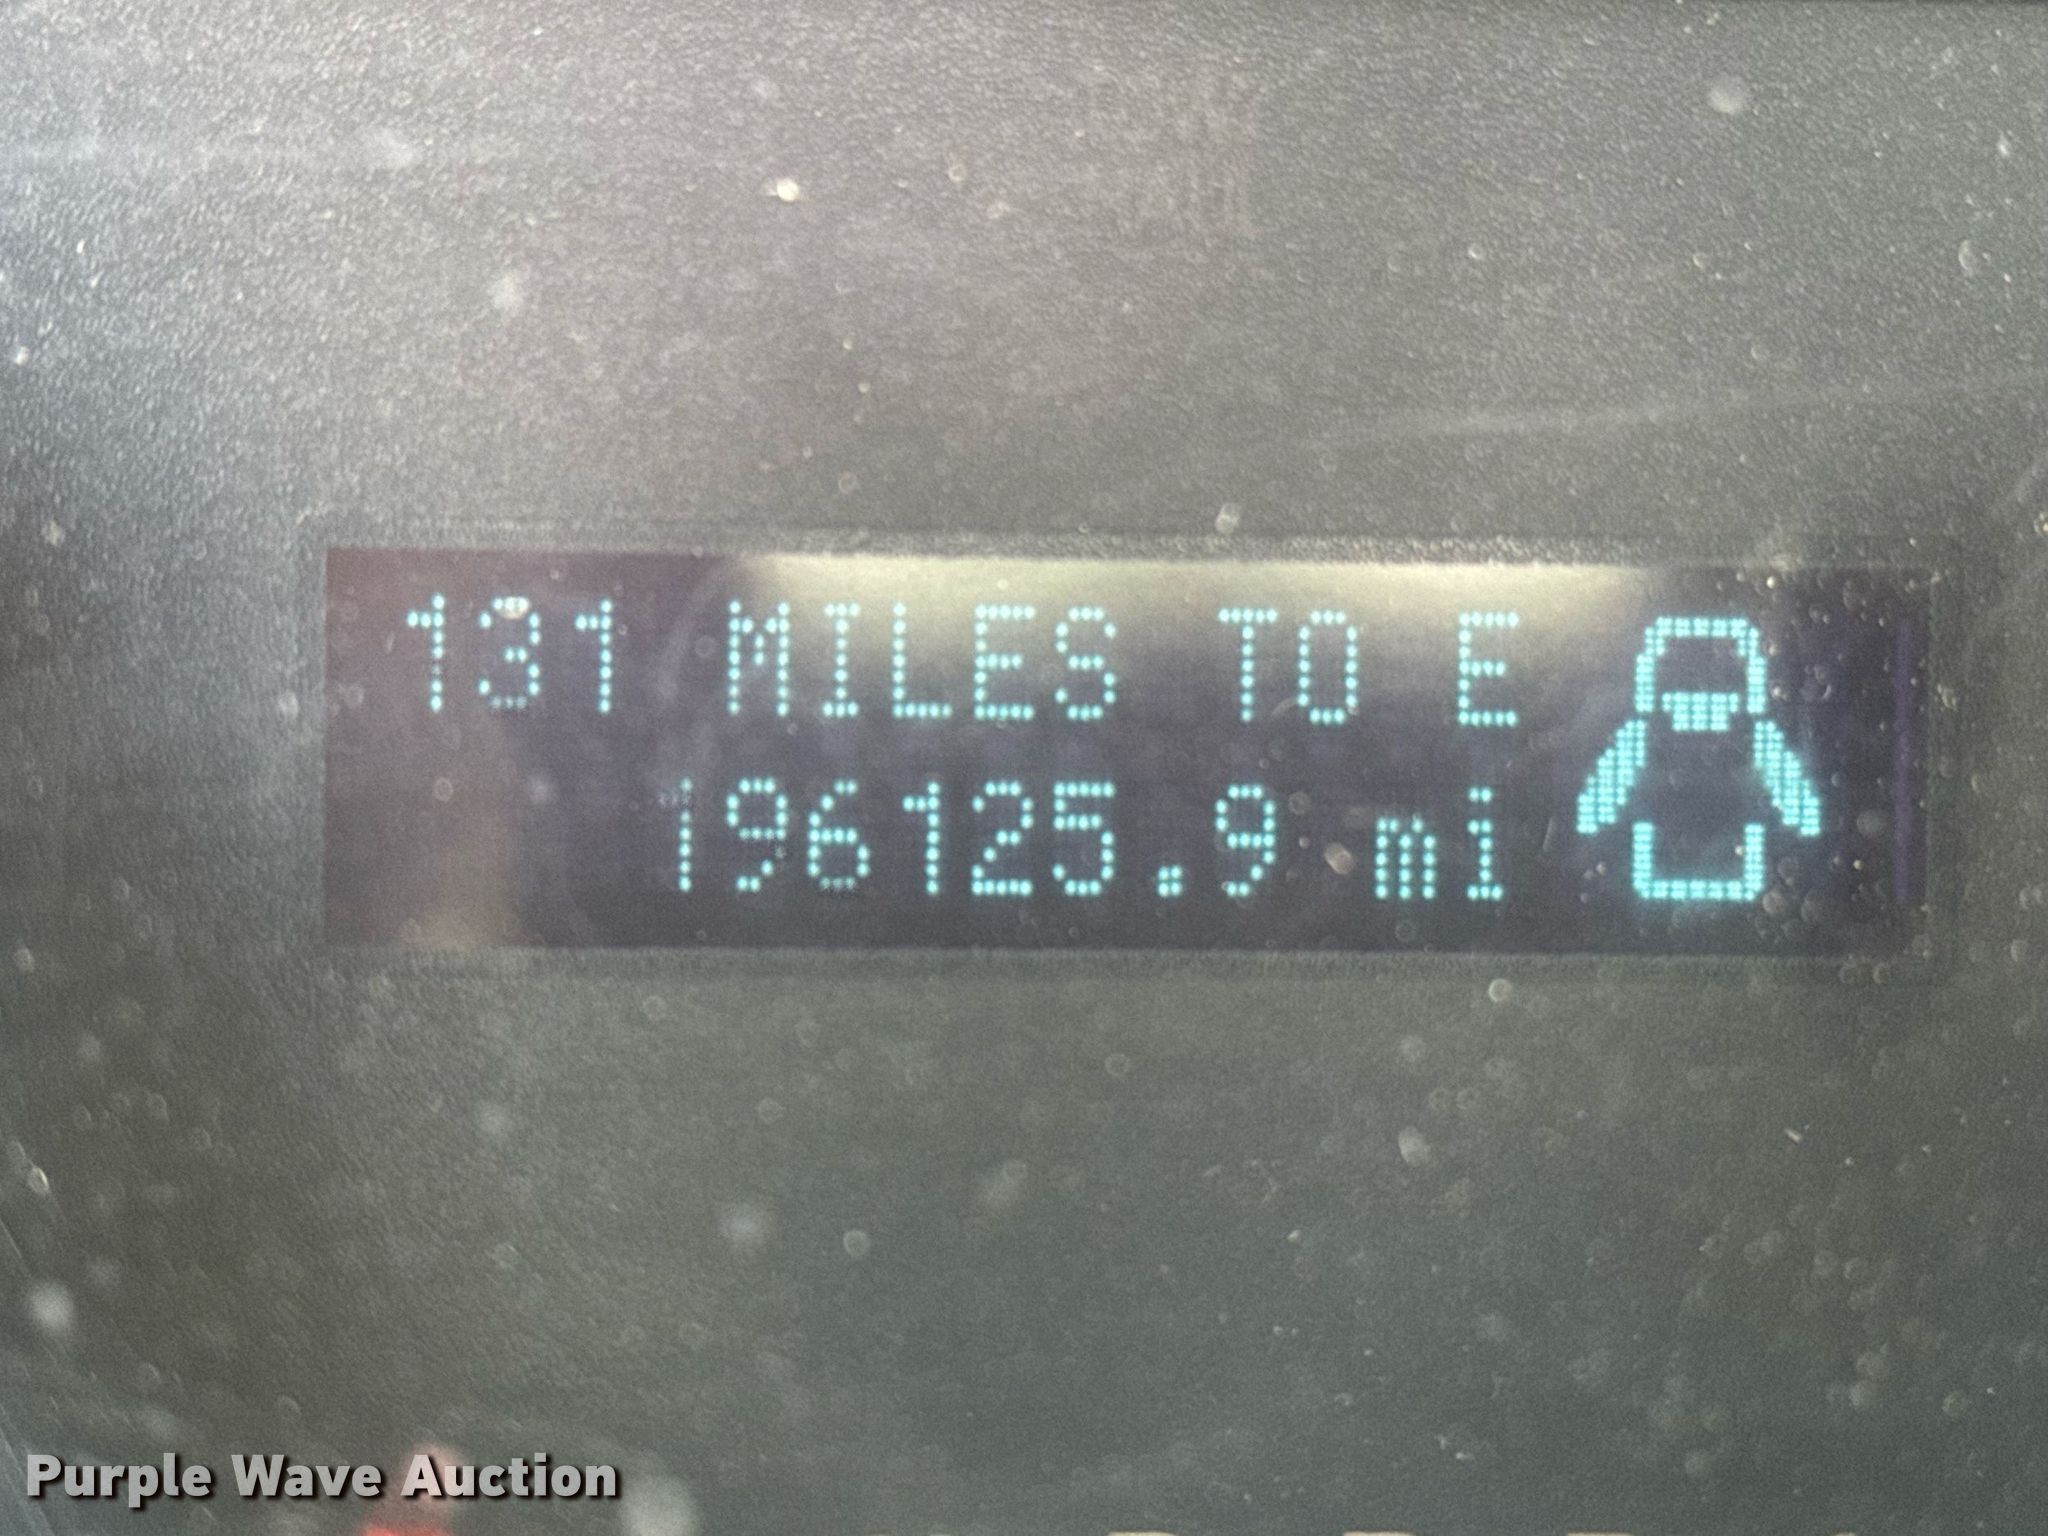 131 MILES TO E
196125.9 mi
Purple Wave Auction